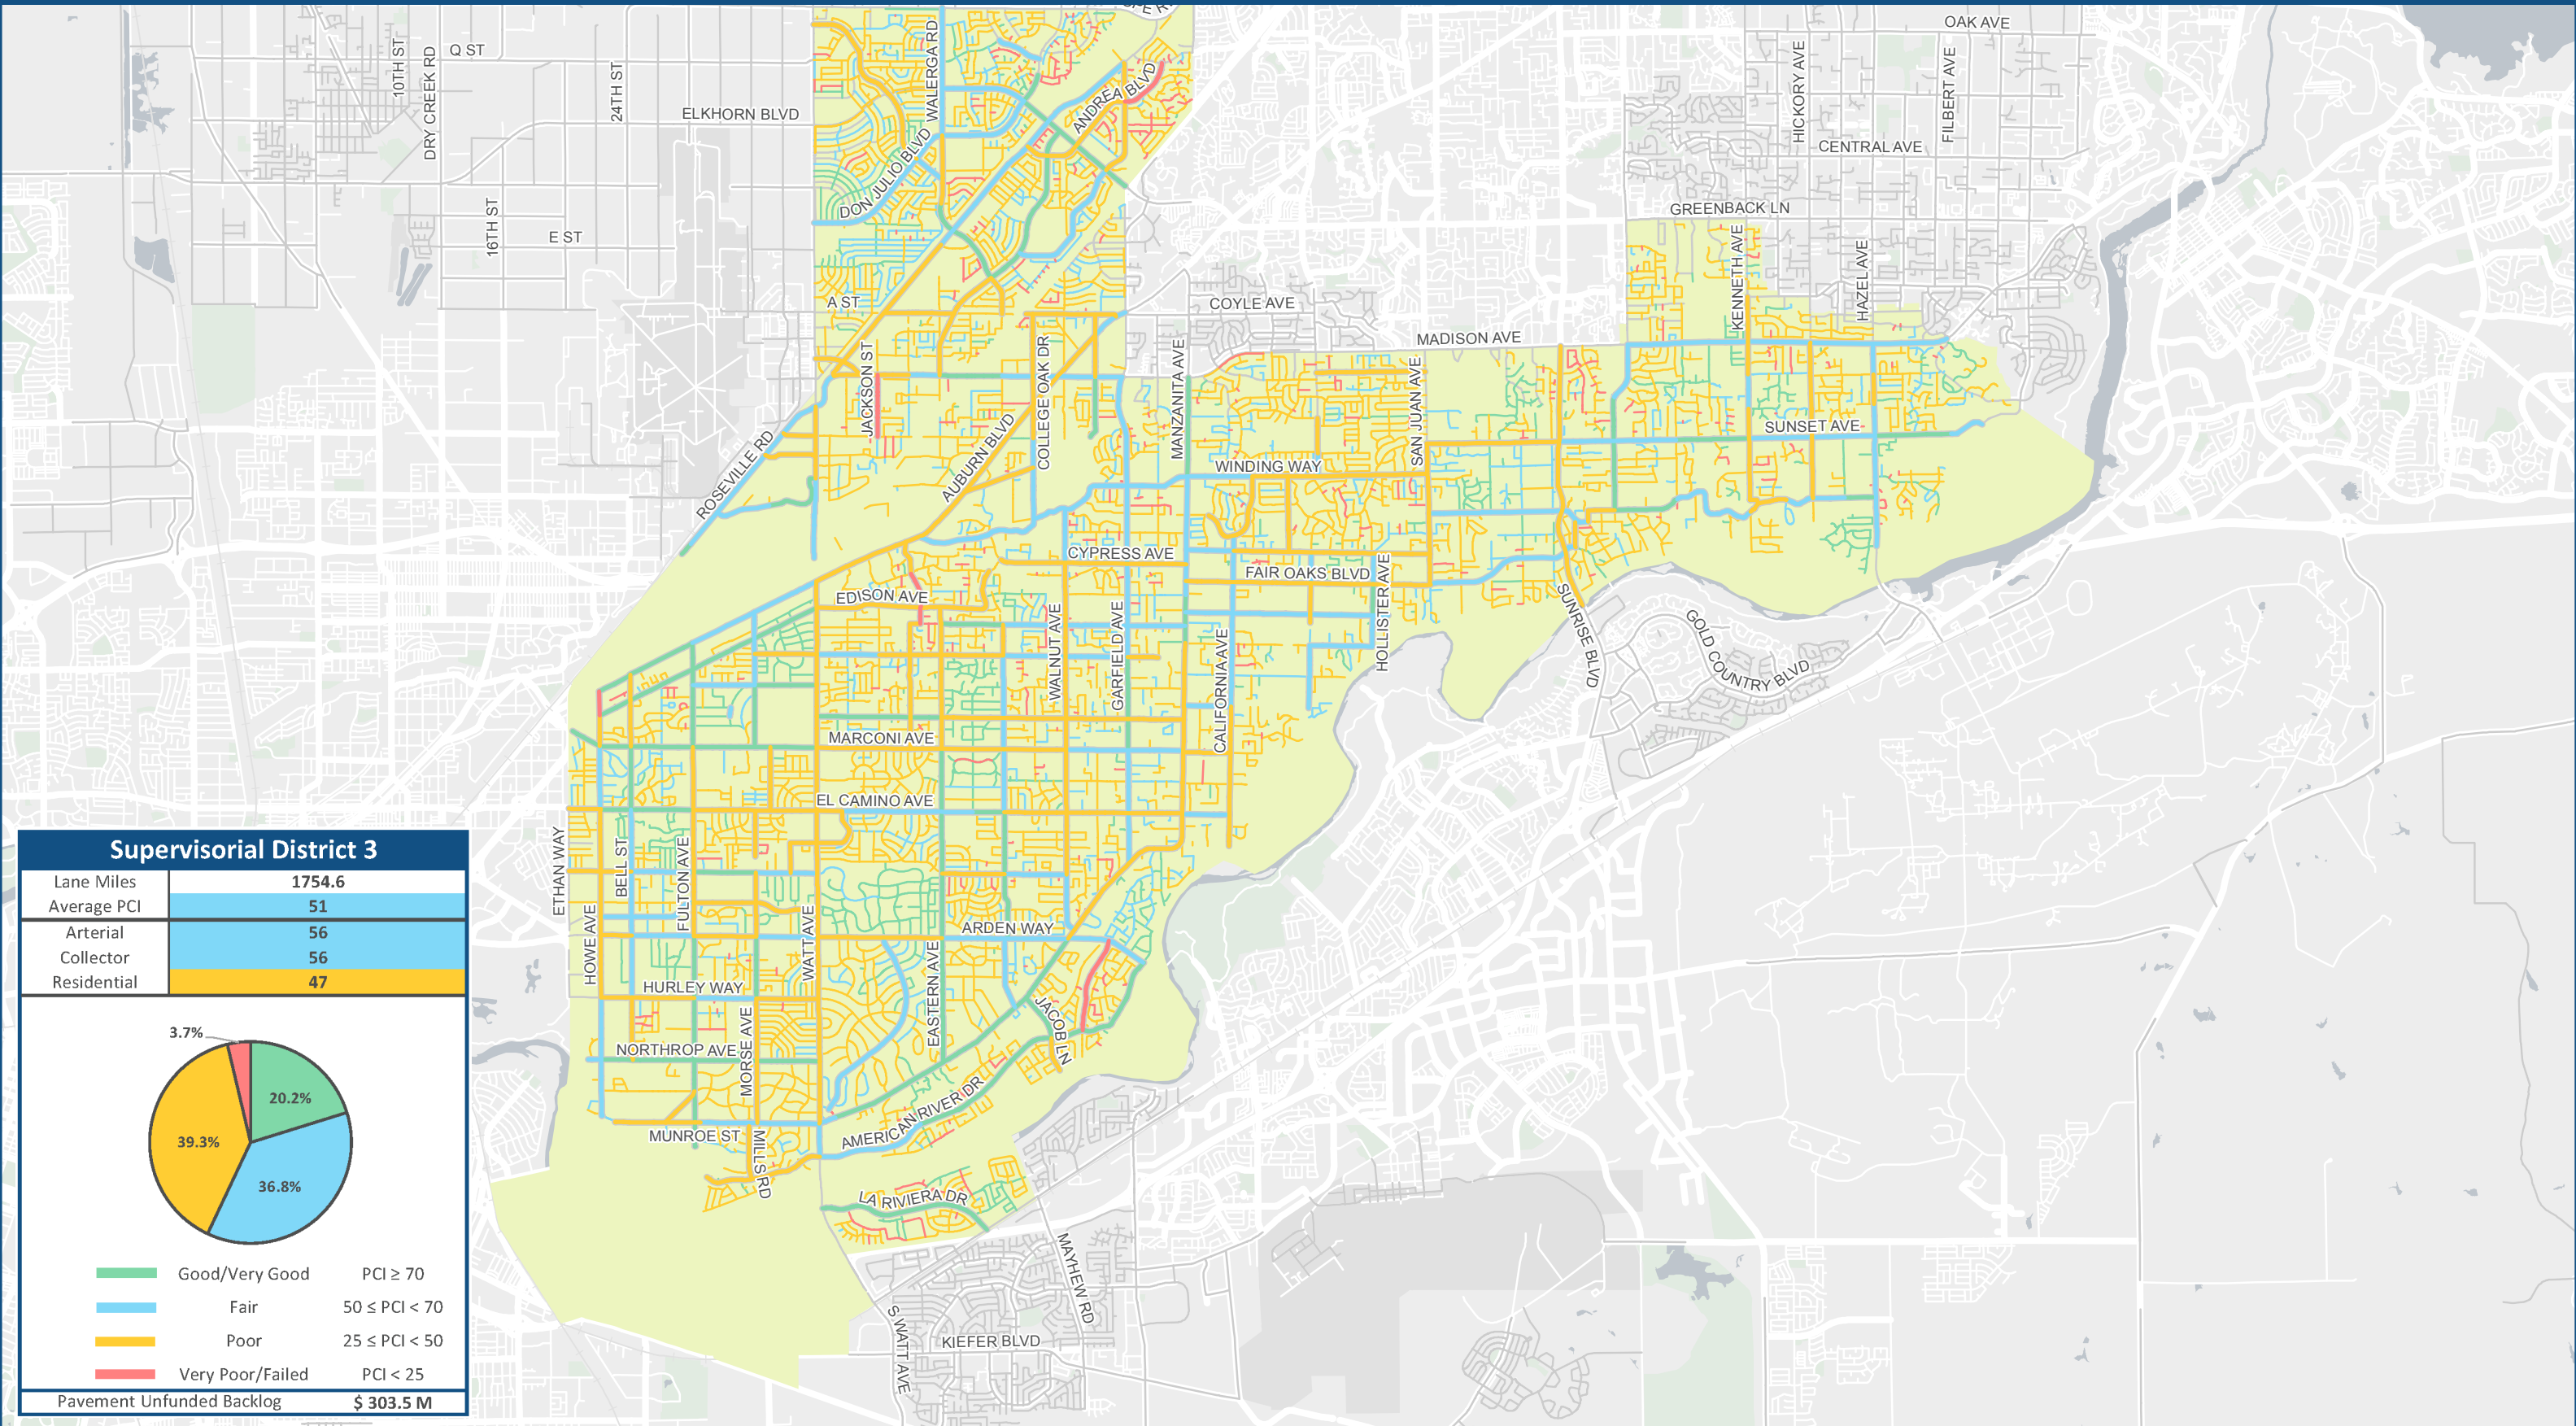 OAK AVE
WALERGA RD
10TH ST
DRY CREEK RD
Q ST
24TH ST
ELKHORN BLVD
ANDREA BLVD
HICKORY AVE
FILBERT AVE
CENTRAL AVE
DON JULIO BLVD
16TH ST
E ST
GREENBACK LN
KENNETH AVE
HAZEL AVE
A ST
COYLE AVE
MADISON AVE
JACKSON ST
COLLEGE OAK DR
MANZANITA AVE
SAN JUAN AVE
SUNSET AVE
ROSEVILLE RD
AUBURN BLVD
WINDING WAY
CYPRESS AVE
FAIR OAKS BLVD
HOLLISTER AVE
EDISON AVE
WALNUT AVE
GARFIELD AVE
CALIFORNIA AVE
SUNRISE BLVD
GOLD COUNTRY BLVD
MARCONI AVE
EL CAMINO AVE
ETHAN WAY
BELL ST
FULTON AVE
HOWE AVE
WATT AVE
ARDEN WAY
EASTERN AVE
HURLEY WAY
JACOB LN
MORSE AVE
NORTHROP AVE
MUNROE ST
MILLS RD
AMERICAN RIVER DR
LA RIVIERA DR
MAYHEW RD
S WATT AVE
KIEFER BLVD
Supervisorial District 3
Lane Miles 1754.6
Average PCI 51
Arterial 56
Collector 56
Residential 47
3.7%
20.2%
39.3%
36.8%
Good/Very Good PCI ≥ 70
Fair 50 ≤ PCI < 70
Poor 25 ≤ PCI < 50
Very Poor/Failed PCI < 25
Pavement Unfunded Backlog $ 303.5 M